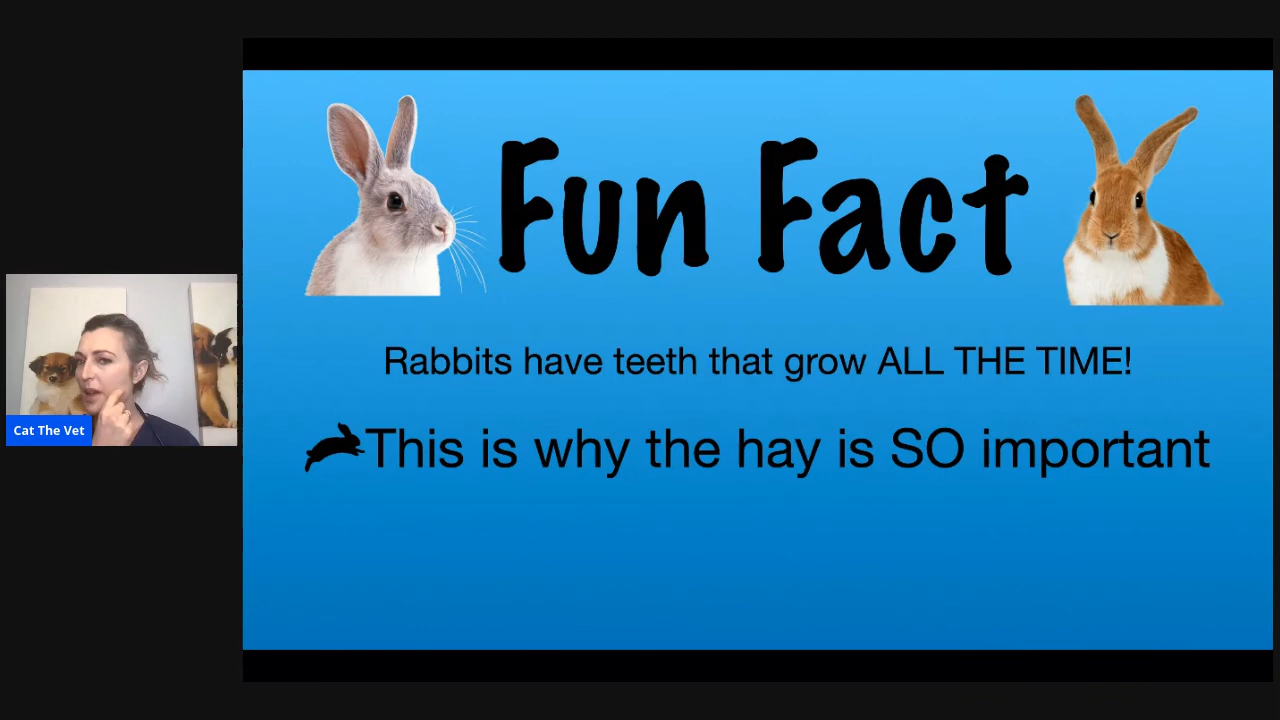 Fun Fact
Rabbits have teeth that grow ALL THE TIME!
This is why the hay is SO important
Cat The Vet